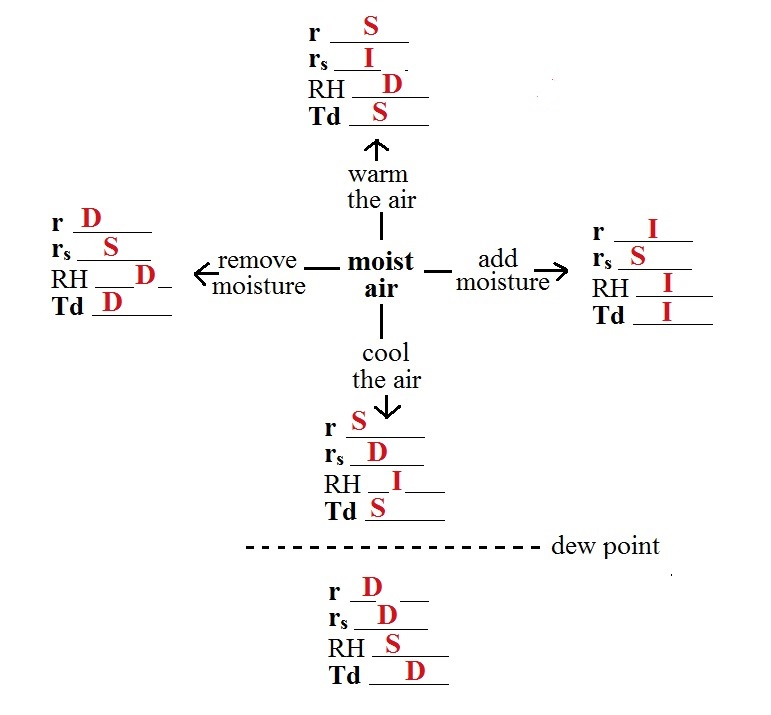 r S
rs I
RH D
Td S
warm
the air
r D
rs S
RH D
Td D
remove
moisture
moist
air
add
moisture
r I
rs S
RH I
Td I
cool
the air
r S
rs D
RH I
Td S
dew point
r D
rs D
RH S
Td D